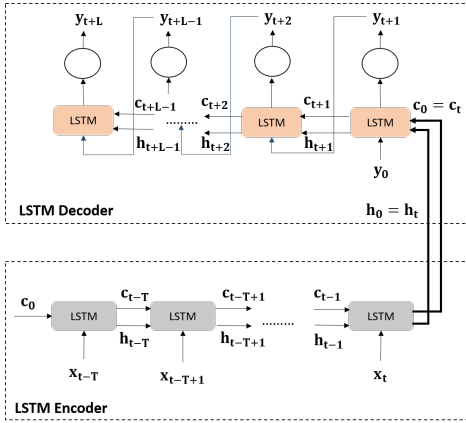 y_{t+L} y_{t+L-1} y_{t+2} y_{t+1}
c_{t+L-1} c_{t+2} c_{t+1} c_0 = c_t
LSTM ......... LSTM LSTM
h_{t+L-1} h_{t+2} h_{t+1}
y_0
LSTM Decoder
h_0 = h_t
c_0 c_{t-T} c_{t-T+1} c_{t-1}
LSTM LSTM ......... LSTM
h_{t-T} h_{t-T+1} h_{t-1}
x_{t-T} x_{t-T+1} x_t
LSTM Encoder